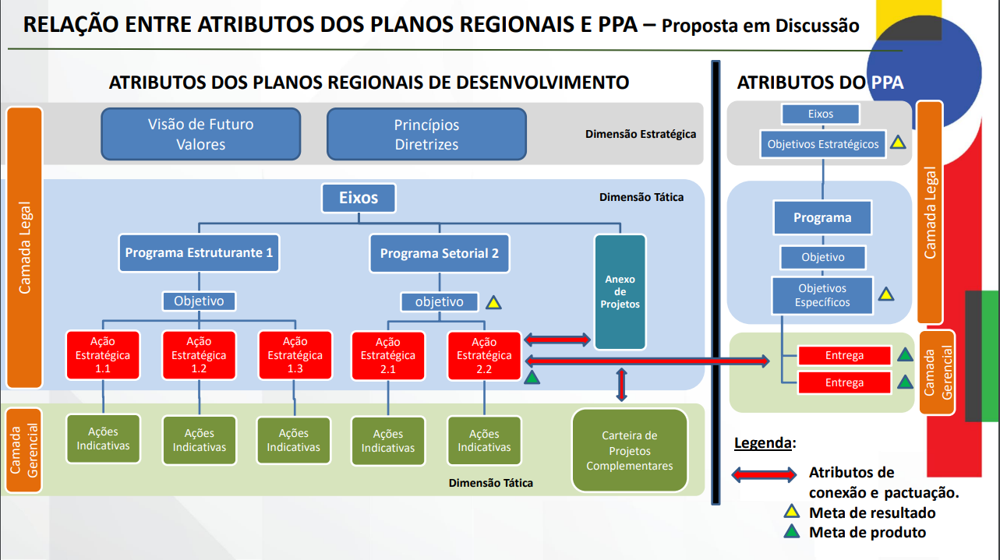 RELAÇÃO ENTRE ATRIBUTOS DOS PLANOS REGIONAIS E PPA – Proposta em Discussão
ATRIBUTOS DOS PLANOS REGIONAIS DE DESENVOLVIMENTO
Camada Legal
Visão de Futuro
Valores
Princípios
Diretrizes
Dimensão Estratégica
Eixos
Dimensão Tática
Programa Estruturante 1
Programa Setorial 2
Anexo
de
Projetos
Objetivo
objetivo
Ação
Estratégica
1.1
Ação
Estratégica
1.2
Ação
Estratégica
1.3
Ação
Estratégica
2.1
Ação
Estratégica
2.2
Camada
Gerencial
Ações
Indicativas
Ações
Indicativas
Ações
Indicativas
Ações
Indicativas
Ações
Indicativas
Carteira de
Projetos
Complementares
Dimensão Tática
ATRIBUTOS DO PPA
Eixos
Objetivos Estratégicos
Camada Legal
Programa
Objetivo
Objetivos
Específicos
Entrega
Entrega
Camada
Gerencial
Legenda:
Atributos de
conexão e pactuação.
Meta de resultado
Meta de produto